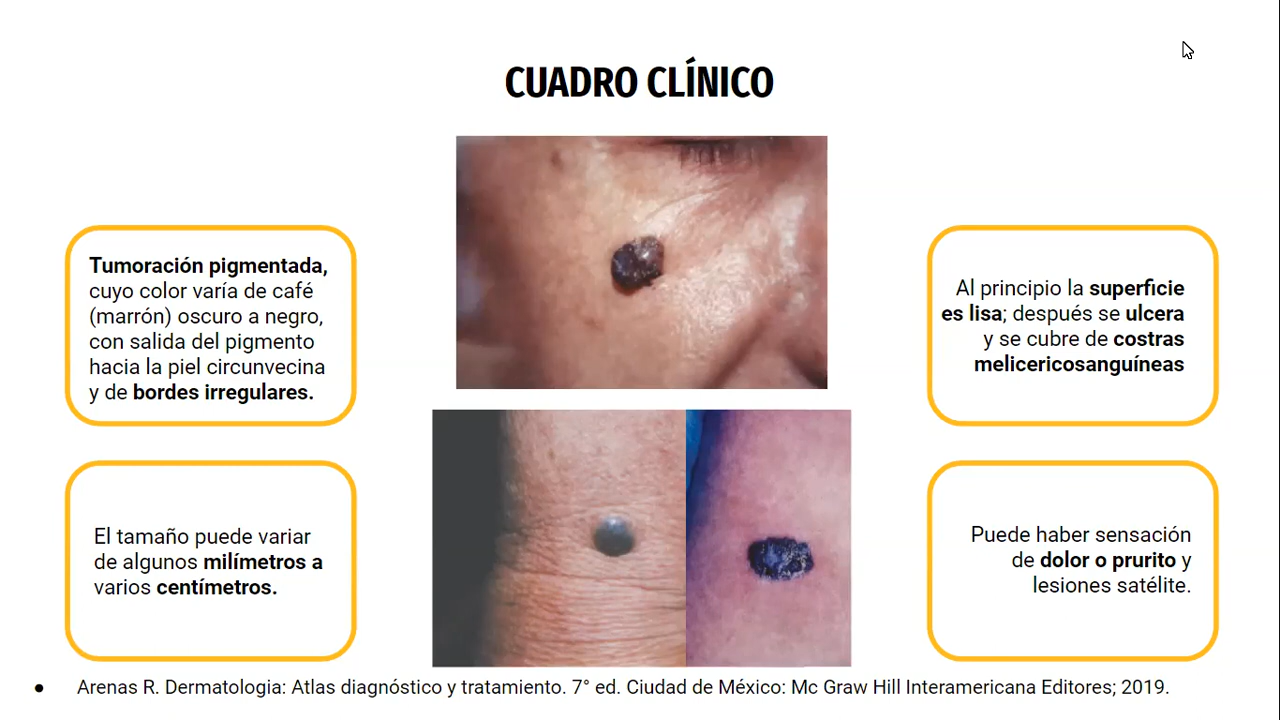 CUADRO CLÍNICO
Tumoración pigmentada,
cuyo color varía de café
(marrón) oscuro a negro,
con salida del pigmento
hacia la piel circunvecina
y de bordes irregulares.
El tamaño puede variar
de algunos milímetros a
varios centímetros.
Al principio la superficie
es lisa; después se ulcera
y se cubre de costras
melicericosanguíneas
Puede haber sensación
de dolor o prurito y
lesiones satélite.
● Arenas R. Dermatologia: Atlas diagnóstico y tratamiento. 7° ed. Ciudad de México: Mc Graw Hill Interamericana Editores; 2019.